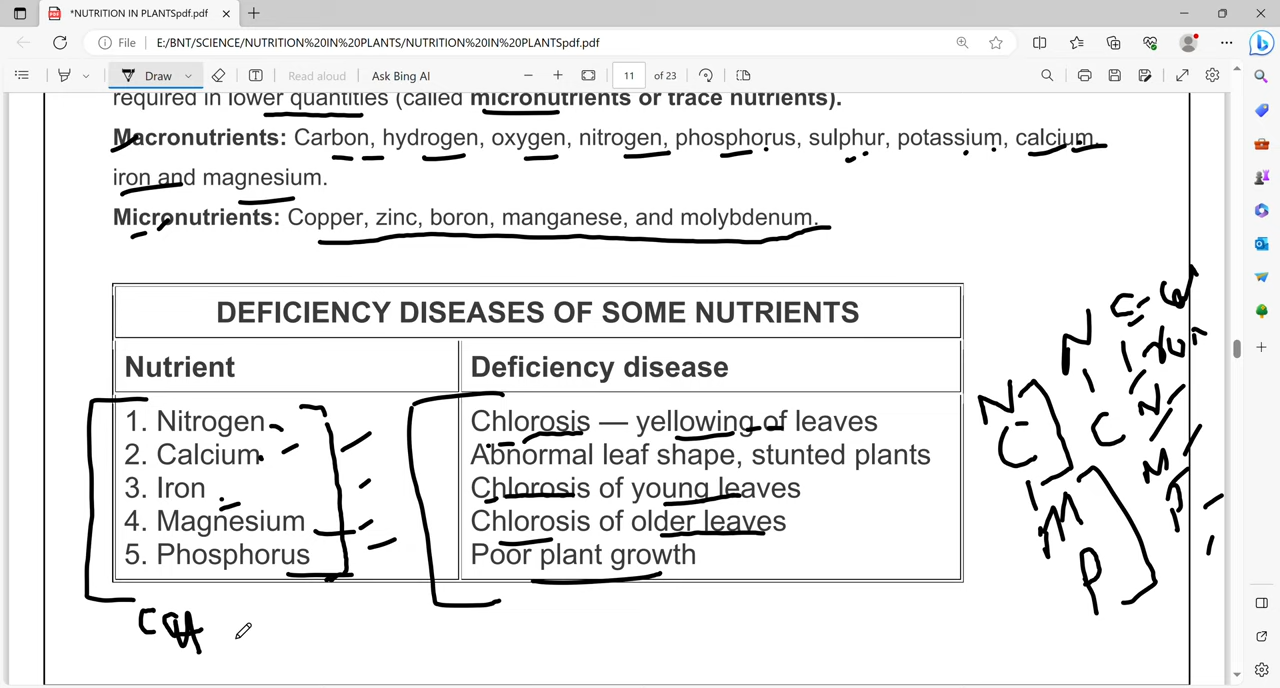 *NUTRITION IN PLANTSpdf.pdf
File E:/BNT/SCIENCE/NUTRITION%20IN%20PLANTS/NUTRITION%20IN%20PLANTSpdf.pdf
Draw Read aloud Ask Bing AI 11 of 23
required in lower quantities (called micronutrients or trace nutrients).
Macronutrients: Carbon, hydrogen, oxygen, nitrogen, phosphorus, sulphur, potassium, calcium,
iron and magnesium.
Micronutrients: Copper, zinc, boron, manganese, and molybdenum.
DEFICIENCY DISEASES OF SOME NUTRIENTS
Nutrient Deficiency disease
1. Nitrogen Chlorosis — yellowing of leaves
2. Calcium Abnormal leaf shape, stunted plants
3. Iron Chlorosis of young leaves
4. Magnesium Chlorosis of older leaves
5. Phosphorus Poor plant growth
N
C
I
M
P